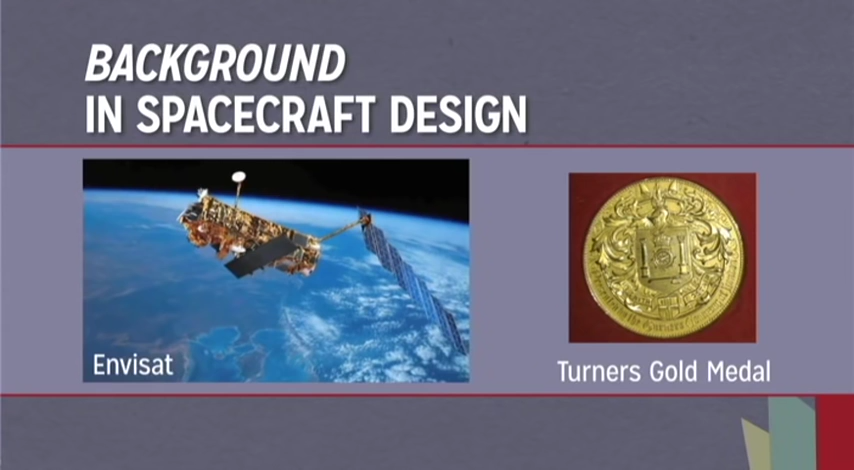 BACKGROUND
IN SPACECRAFT DESIGN
Envisat
Turners Gold Medal